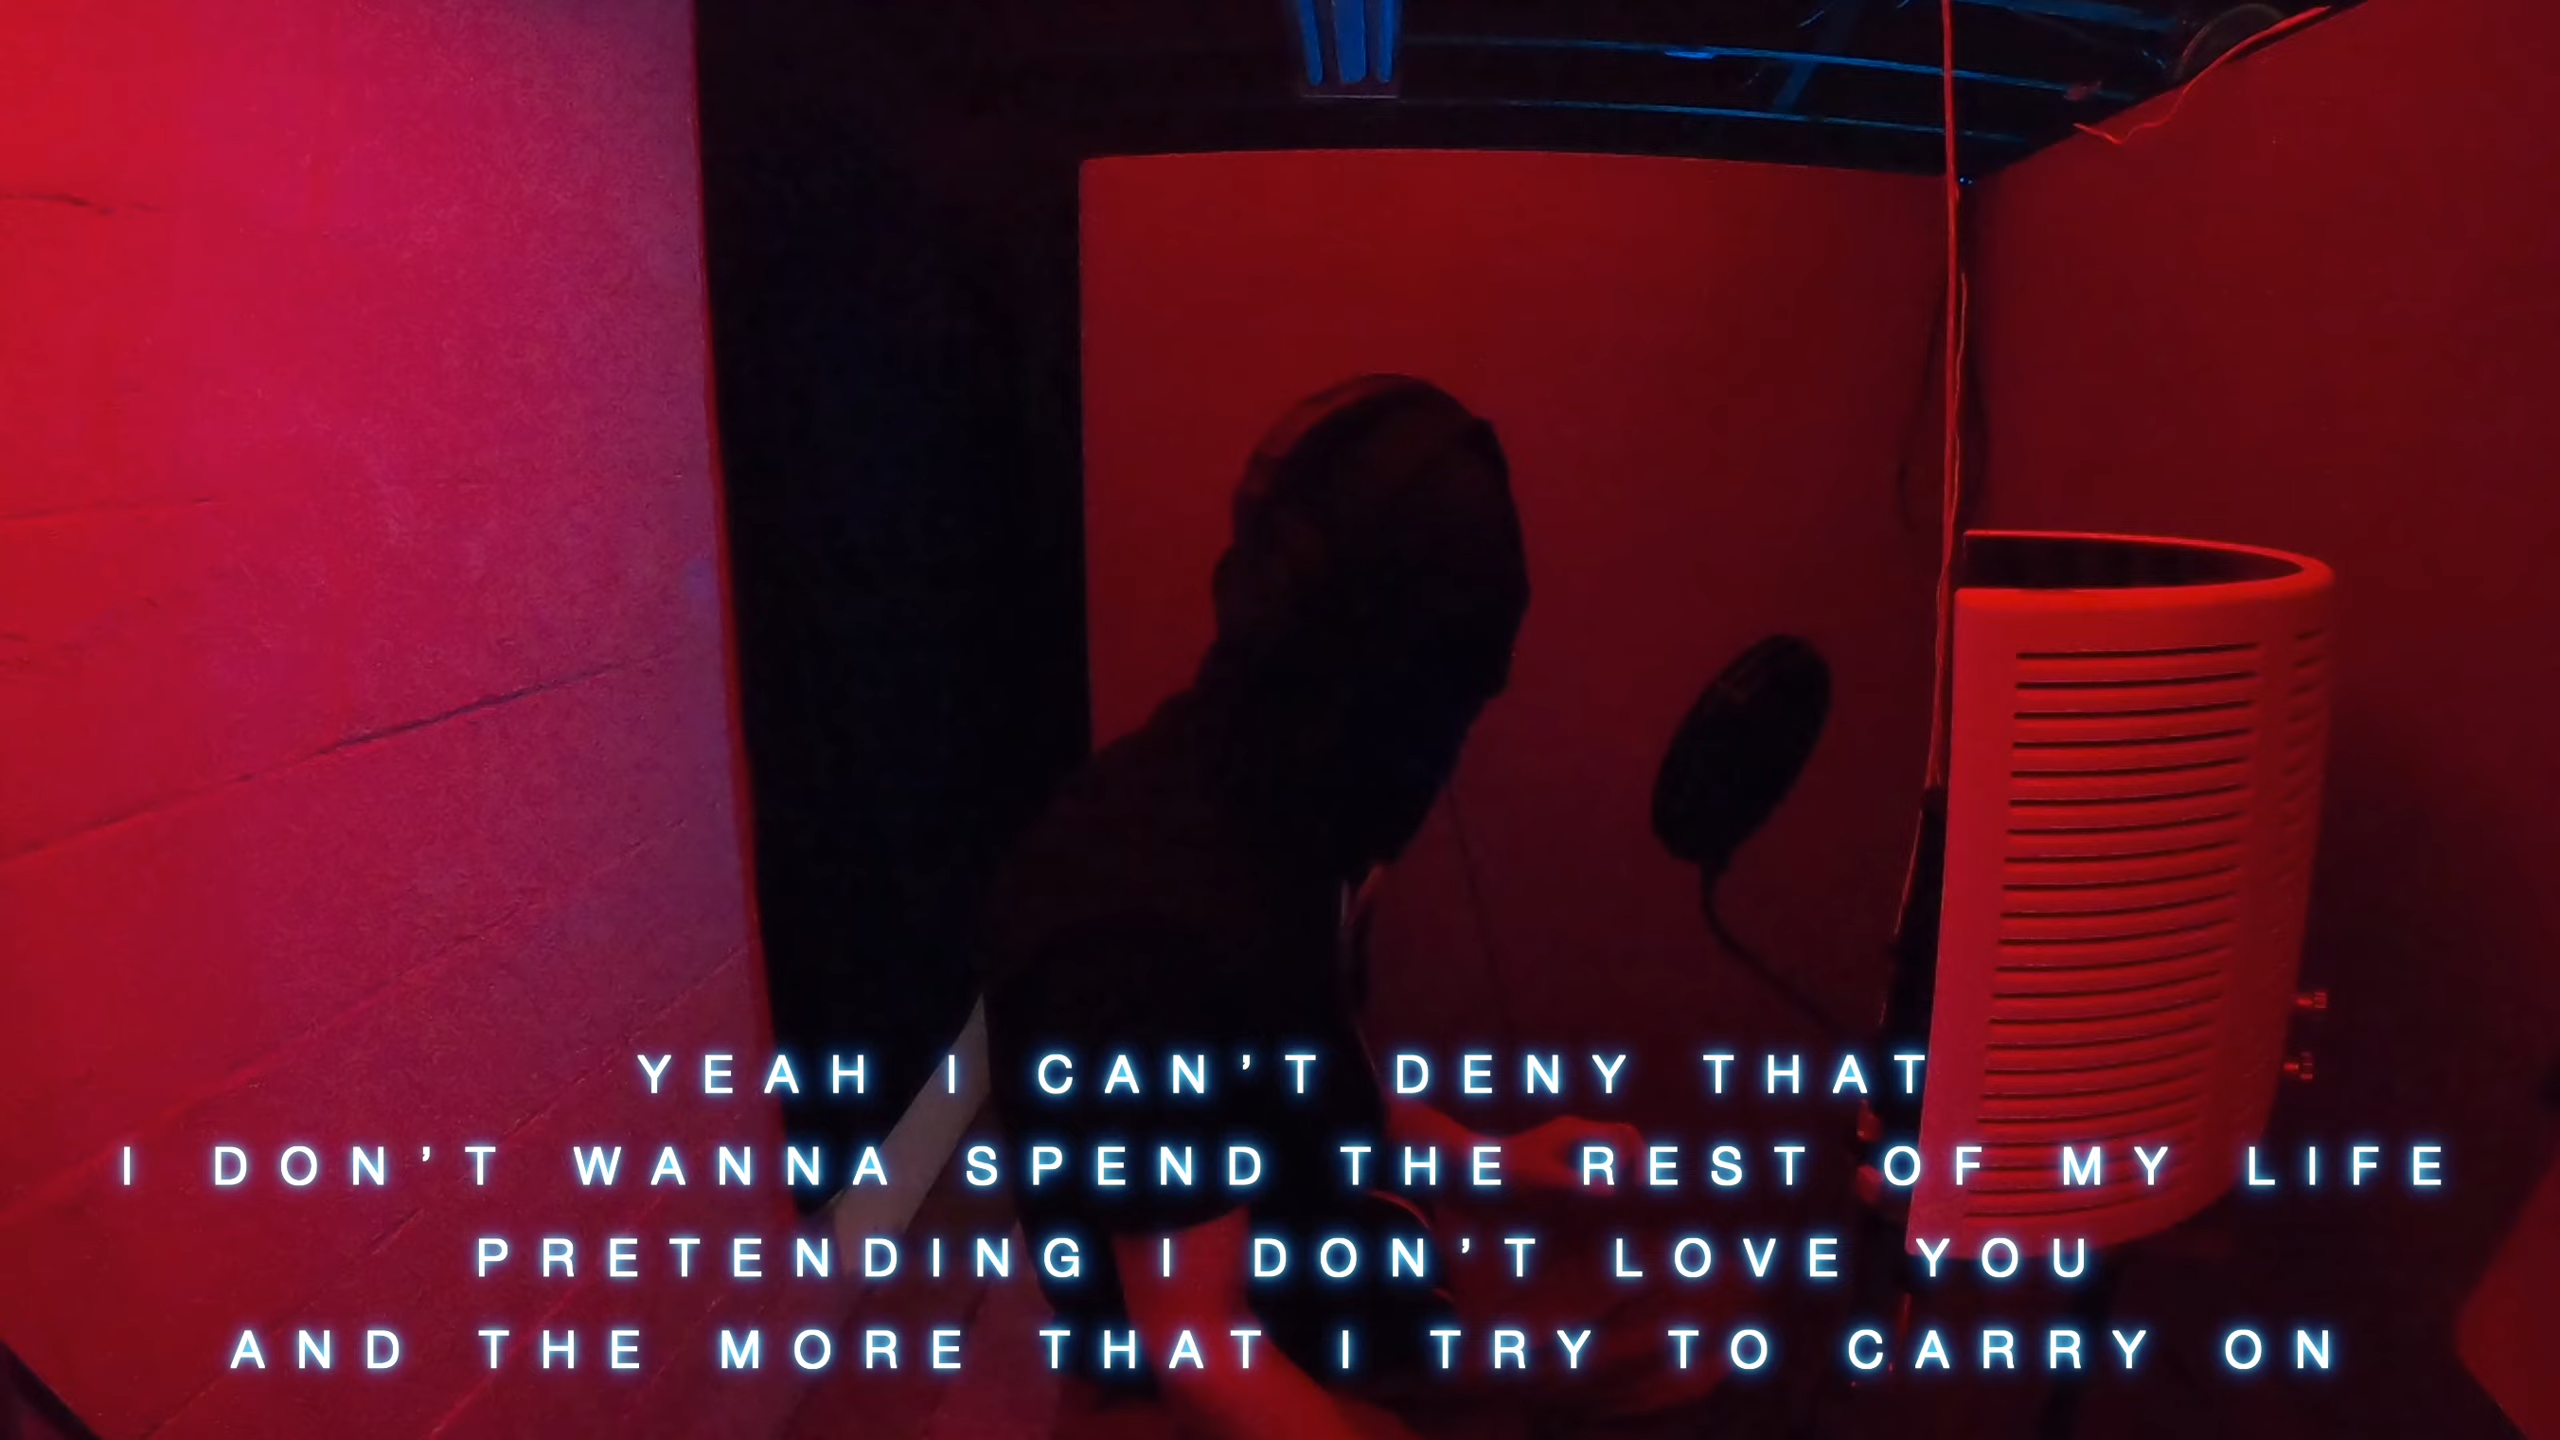 YEAH I CAN’T DENY THAT
I DON’T WANNA SPEND THE REST OF MY LIFE
PRETENDING I DON’T LOVE YOU
AND THE MORE THAT I TRY TO CARRY ON